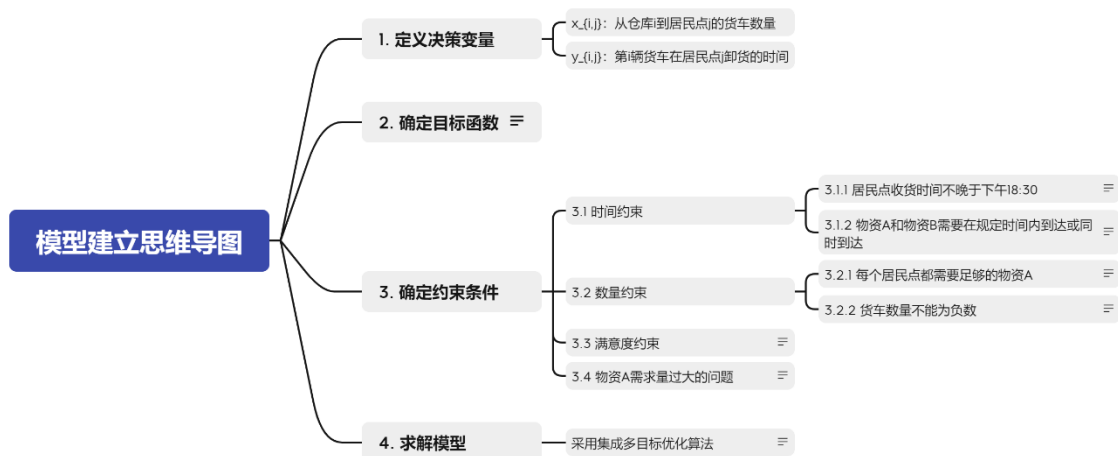 模型建立思维导图
1. 定义决策变量
x_{i,j}：从仓库i到居民点j的货车数量
y_{i,j}：第i辆货车在居民点j卸货的时间
2. 确定目标函数
3. 确定约束条件
3.1 时间约束
3.1.1 居民点收货时间不晚于下午18:30
3.1.2 物资A和物资B需要在规定时间内到达或同
时到达
3.2 数量约束
3.2.1 每个居民点都需要足够的物资A
3.2.2 货车数量不能为负数
3.3 满意度约束
3.4 物资A需求量过大的问题
4. 求解模型
采用集成多目标优化算法